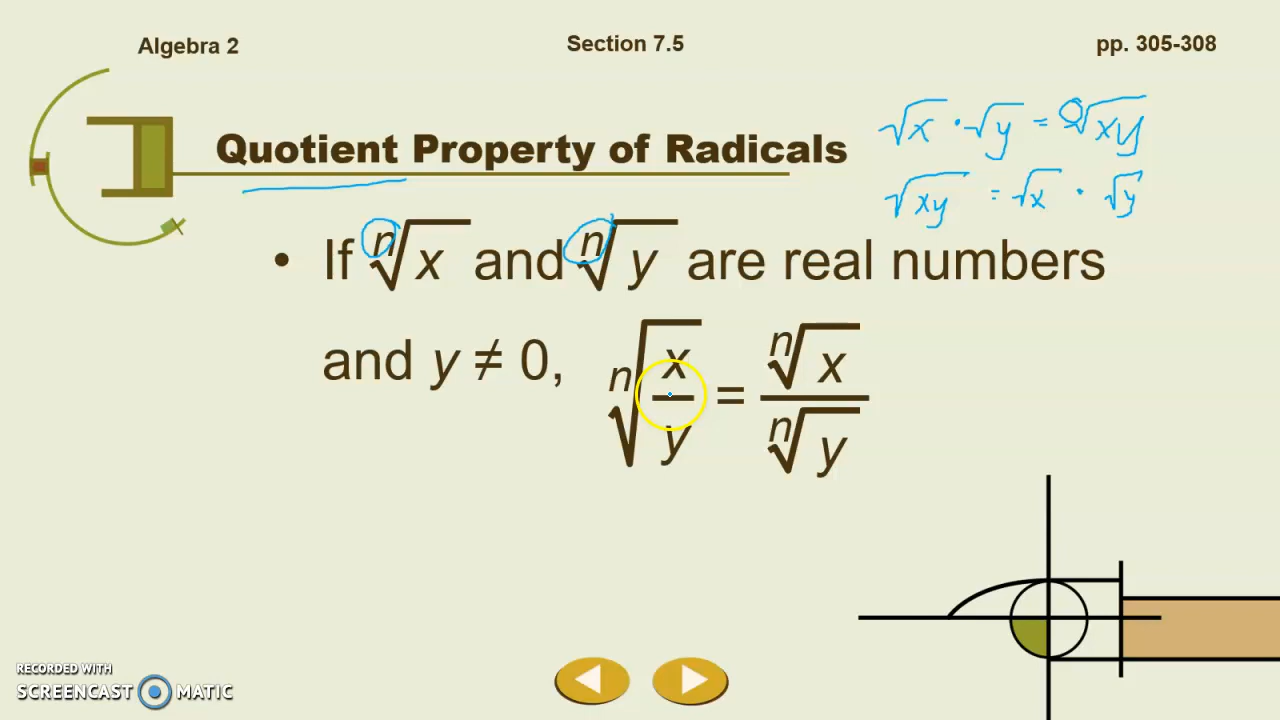 Algebra 2 Section 7.5 pp. 305-308
√x · √y = √xy
Quotient Property of Radicals
√xy = √x · √y
• If ⁿ√x and ⁿ√y are real numbers
and y ≠ 0, ⁿ√(x/y) = ⁿ√x / ⁿ√y
RECORDED WITH
SCREENCAST MATIC